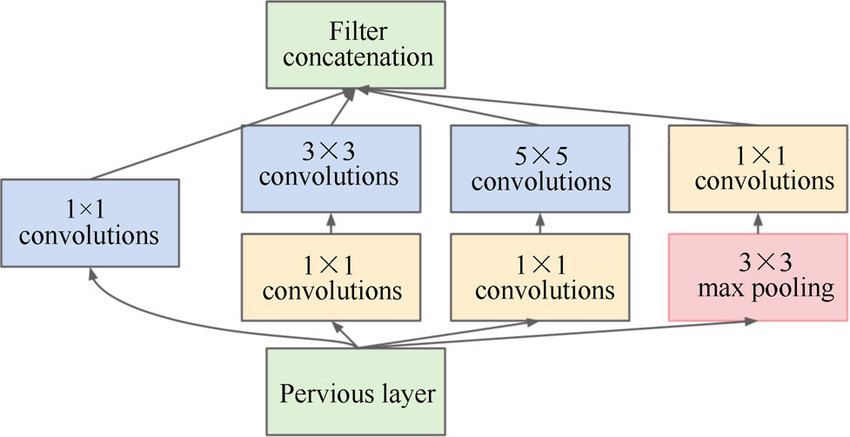 Filter
concatenation
3×3
convolutions
5×5
convolutions
1×1
convolutions
1×1
convolutions
1×1
convolutions
1×1
convolutions
3×3
max pooling
Pervious layer